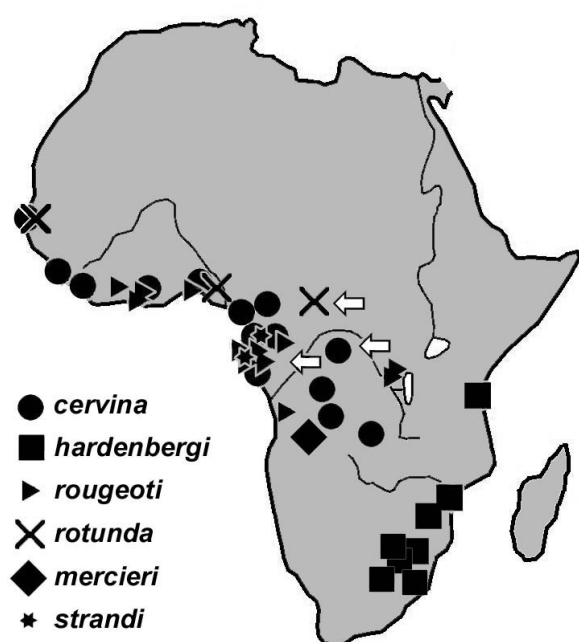 cervina
hardenbergi
rougeoti
rotunda
mercieri
strandi